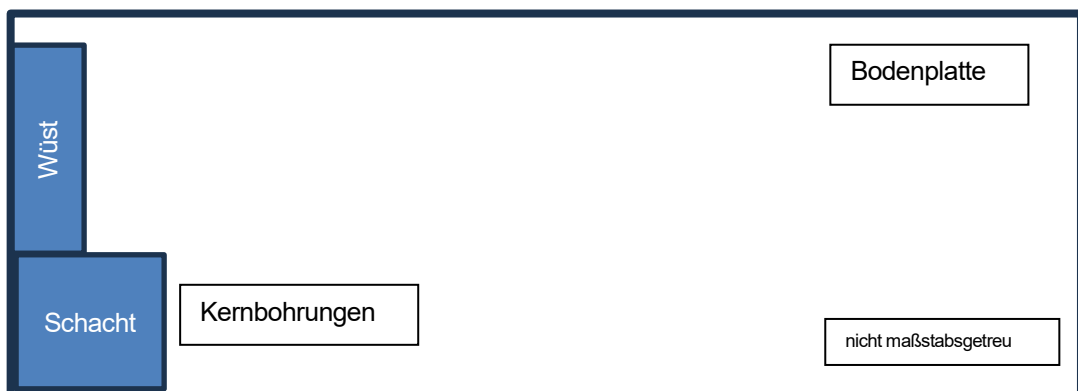 Bodenplatte
Wüst
Schacht
Kernbohrungen
nicht maßstabsgetreu